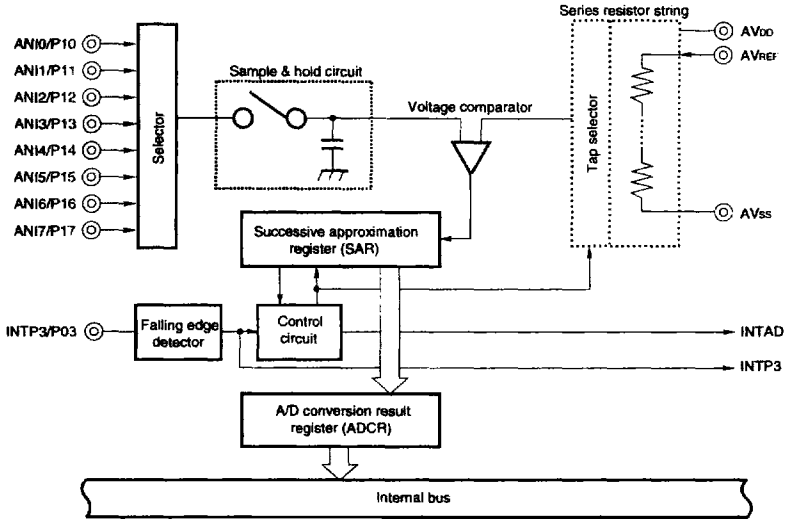 Series resistor string
ANI0/P10
ANI1/P11
ANI2/P12
ANI3/P13
ANI4/P14
ANI5/P15
ANI6/P16
ANI7/P17
Selector
Sample & hold circuit
Voltage comparator
Tap selector
AVDD
AVREF
AVSS
Successive approximation
register (SAR)
INTP3/P03
Falling edge
detector
Control
circuit
INTAD
INTP3
A/D conversion result
register (ADCR)
Internal bus